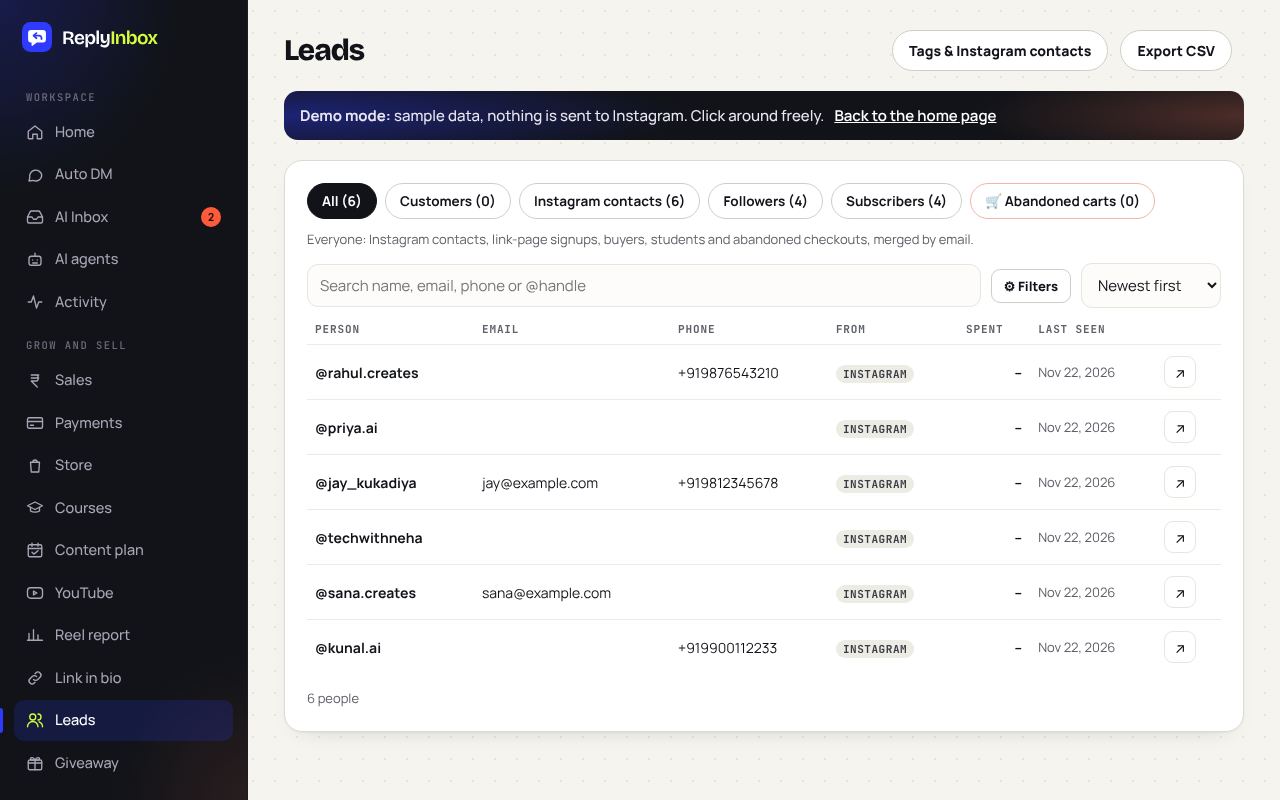 ReplyInbox
WORKSPACE
Home
Auto DM
AI Inbox 2
AI agents
Activity
GROW AND SELL
Sales
Payments
Store
Courses
Content plan
YouTube
Reel report
Link in bio
Leads
Giveaway
Leads
Tags & Instagram contacts Export CSV
Demo mode: sample data, nothing is sent to Instagram. Click around freely. Back to the home page
All (6) Customers (0) Instagram contacts (6) Followers (4) Subscribers (4) 🛒 Abandoned carts (0)
Everyone: Instagram contacts, link-page signups, buyers, students and abandoned checkouts, merged by email.
Search name, email, phone or @handle ⚙ Filters Newest first
PERSON EMAIL PHONE FROM SPENT LAST SEEN
@rahul.creates +919876543210 INSTAGRAM – Nov 22, 2026 ↗
@priya.ai INSTAGRAM – Nov 22, 2026 ↗
@jay_kukadiya jay@example.com +919812345678 INSTAGRAM – Nov 22, 2026 ↗
@techwithneha INSTAGRAM – Nov 22, 2026 ↗
@sana.creates sana@example.com INSTAGRAM – Nov 22, 2026 ↗
@kunal.ai +919900112233 INSTAGRAM – Nov 22, 2026 ↗
6 people